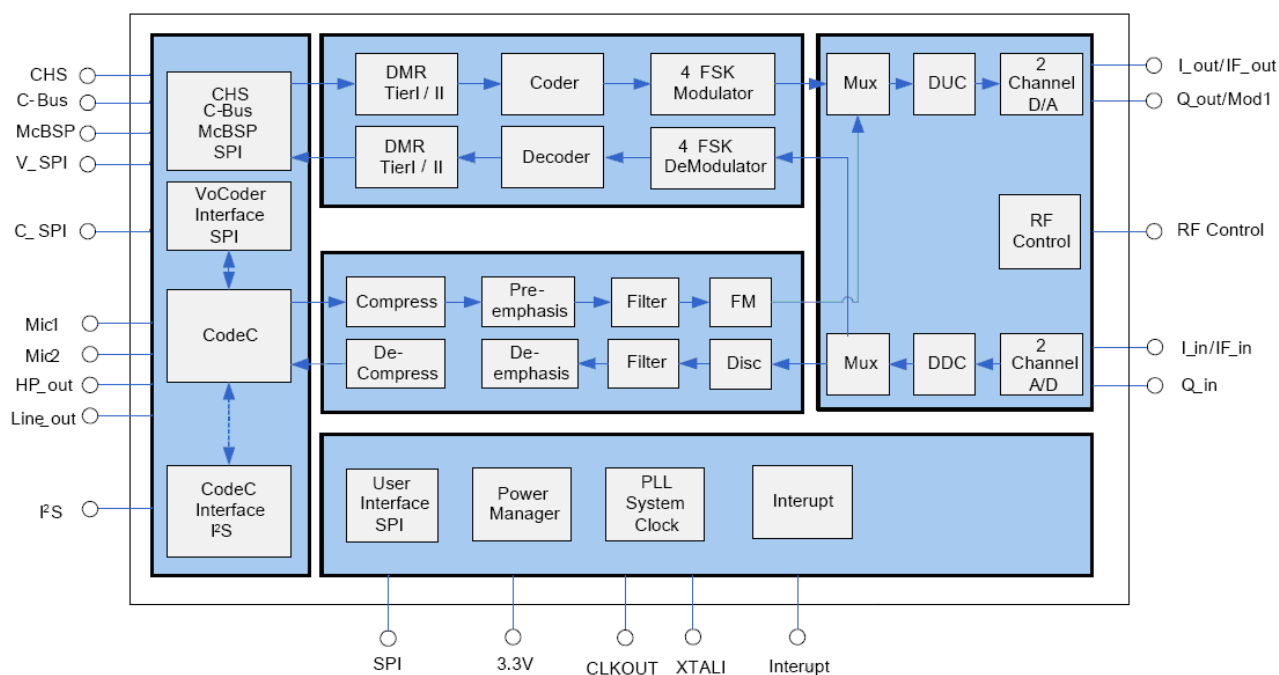 CHS
C-Bus
McBSP
V_SPI
C_SPI
Mic1
Mic2
HP_out
Line_out
I²S
CHS
C-Bus
McBSP
SPI
VoCoder
Interface
SPI
CodeC
CodeC
Interface
I²S
DMR
TierI / II
Coder
4 FSK
Modulator
DMR
TierI / II
Decoder
4 FSK
DeModulator
Compress
Pre-
emphasis
Filter
FM
De-
Compress
De-
emphasis
Filter
Disc
Mux
DUC
2
Channel
D/A
RF
Control
Mux
DDC
2
Channel
A/D
I_out/IF_out
Q_out/Mod1
RF Control
I_in/IF_in
Q_in
User
Interface
SPI
Power
Manager
PLL
System
Clock
Interupt
SPI
3.3V
CLKOUT
XTALI
Interupt